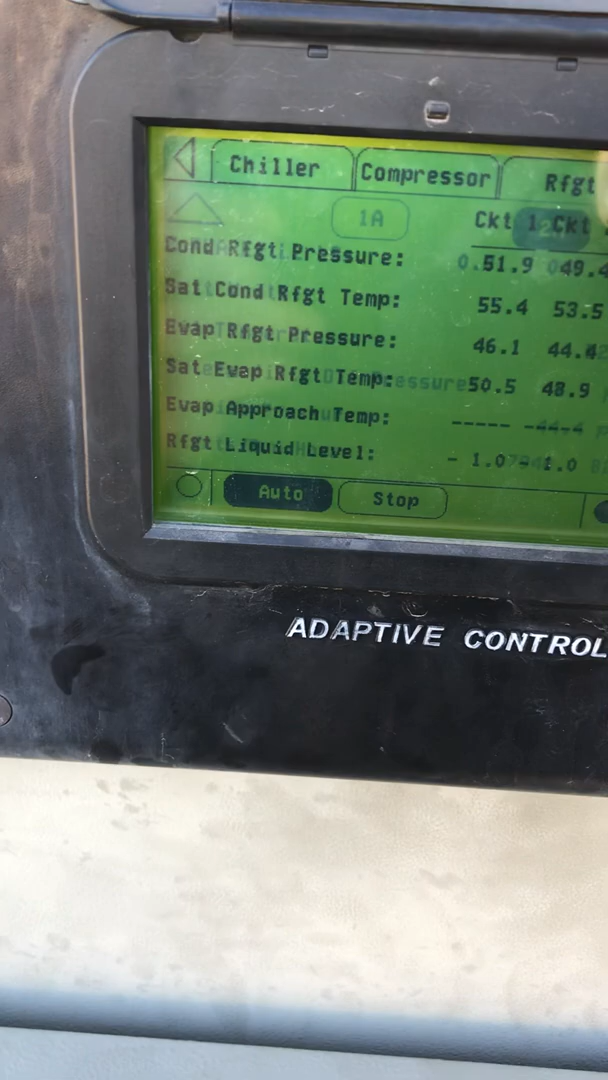 Chiller Compressor Rfgt
1A Ckt 1 Ckt
Cond Rfgt Pressure: 51.9 49.4
Sat Cond Rfgt Temp: 55.4 53.5
Evap Rfgt Pressure: 46.1 44.4
Sat Evap Rfgt Temp: 50.5 48.9
Evap Approach Temp: ----- -----
Rfgt Liquid Level: - 1.0 - 1.0
Auto Stop
ADAPTIVE CONTROL